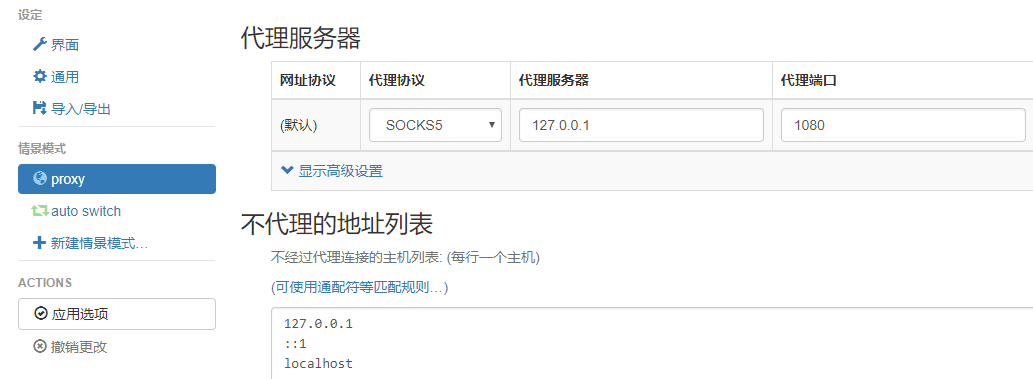 设定
界面
通用
导入/导出
情景模式
proxy
auto switch
新建情景模式…
ACTIONS
应用选项
撤销更改
代理服务器
网址协议 代理协议 代理服务器 代理端口
(默认) SOCKS5 127.0.0.1 1080
显示高级设置
不代理的地址列表
不经过代理连接的主机列表: (每行一个主机)
(可使用通配符等匹配规则…)
127.0.0.1
::1
localhost